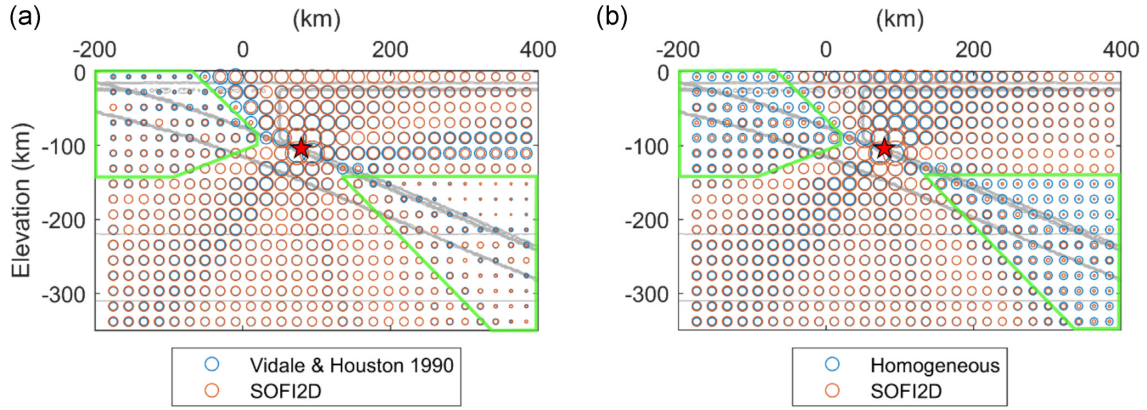 (a)
(km)
-200 0 200 400
0
-100
-200
-300
Elevation (km)
Vidale & Houston 1990
SOFI2D
(b)
(km)
-200 0 200 400
0
-100
-200
-300
Homogeneous
SOFI2D